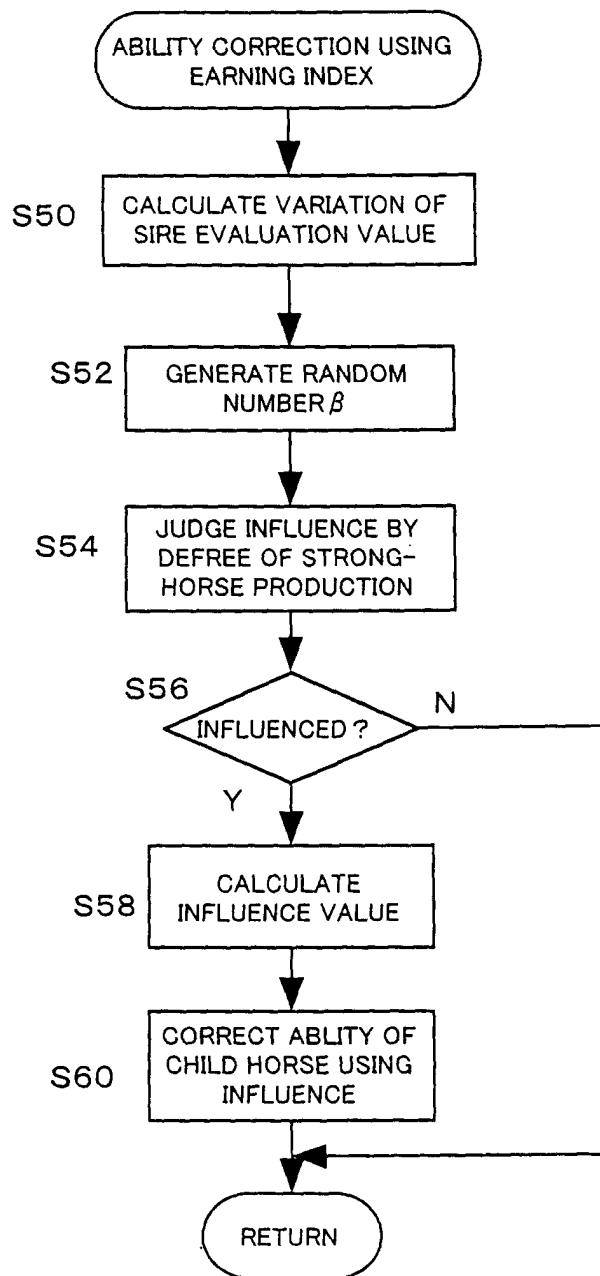 ABILITY CORRECTION USING
EARNING INDEX
S50
CALCULATE VARIATION OF
SIRE EVALUATION VALUE
S52
GENERATE RANDOM
NUMBER β
S54
JUDGE INFLUENCE BY
DEFREE OF STRONG-
HORSE PRODUCTION
S56
INFLUENCED ?
N
Y
S58
CALCULATE
INFLUENCE VALUE
S60
CORRECT ABLITY OF
CHILD HORSE USING
INFLUENCE
RETURN